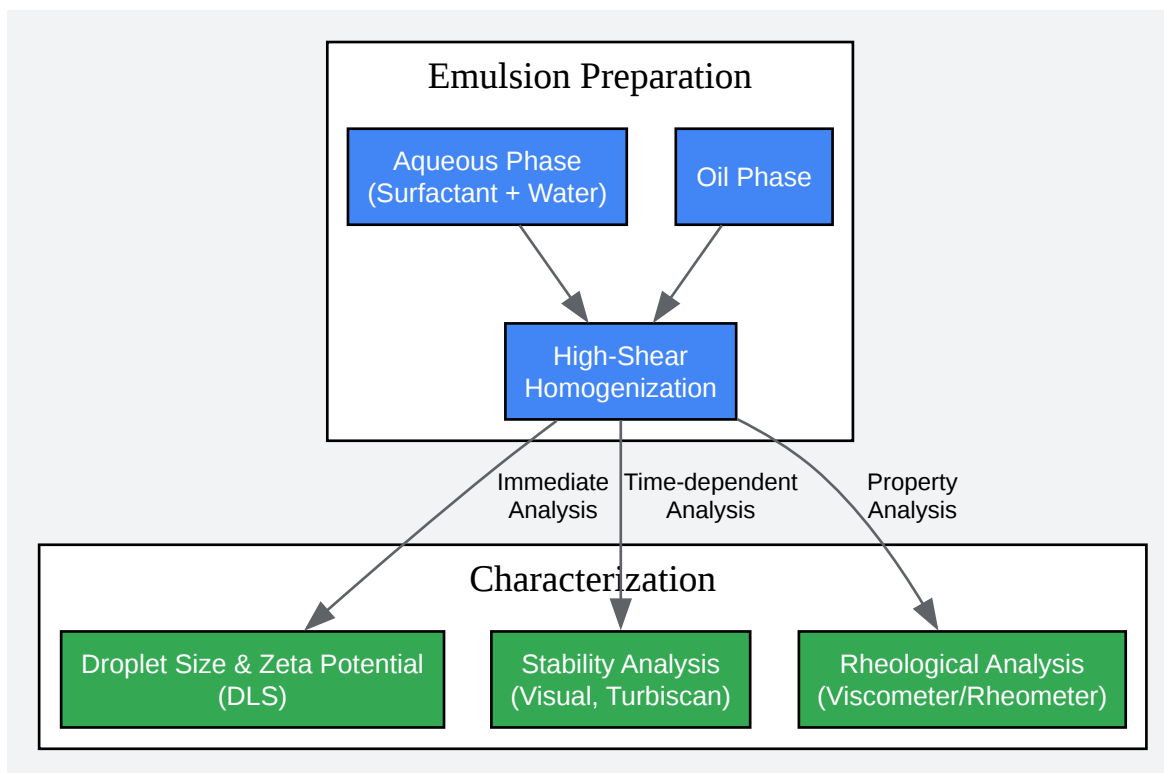 Emulsion Preparation
Aqueous Phase
(Surfactant + Water)
Oil Phase
High-Shear
Homogenization
Immediate
Analysis
Time-dependent
Analysis
Property
Analysis
Characterization
Droplet Size & Zeta Potential
(DLS)
Stability Analysis
(Visual, Turbiscan)
Rheological Analysis
(Viscometer/Rheometer)